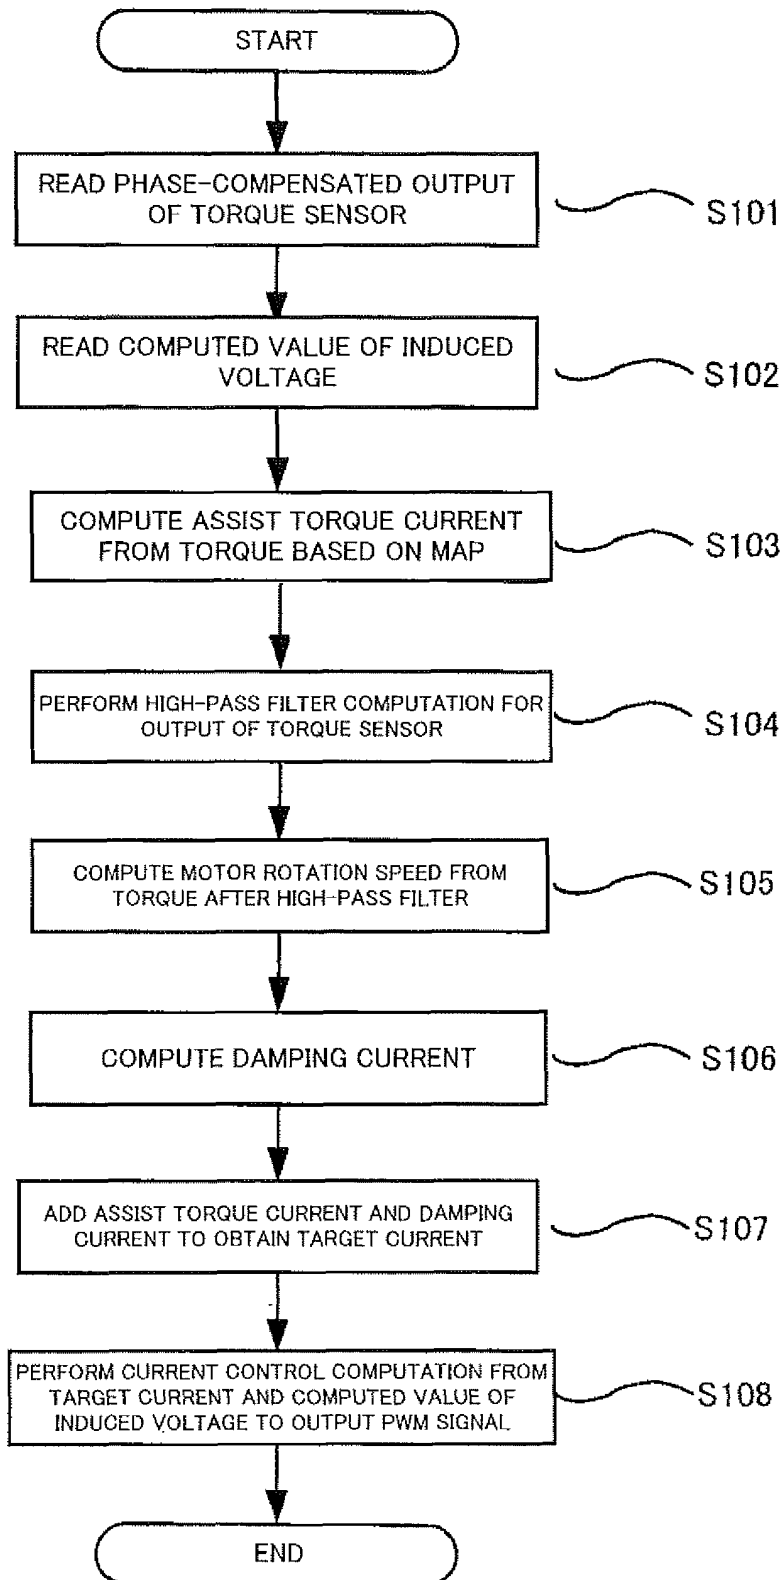 START
READ PHASE-COMPENSATED OUTPUT
OF TORQUE SENSOR
S101
READ COMPUTED VALUE OF INDUCED
VOLTAGE
S102
COMPUTE ASSIST TORQUE CURRENT
FROM TORQUE BASED ON MAP
S103
PERFORM HIGH-PASS FILTER COMPUTATION FOR
OUTPUT OF TORQUE SENSOR
S104
COMPUTE MOTOR ROTATION SPEED FROM
TORQUE AFTER HIGH-PASS FILTER
S105
COMPUTE DAMPING CURRENT
S106
ADD ASSIST TORQUE CURRENT AND DAMPING
CURRENT TO OBTAIN TARGET CURRENT
S107
PERFORM CURRENT CONTROL COMPUTATION FROM
TARGET CURRENT AND COMPUTED VALUE OF
INDUCED VOLTAGE TO OUTPUT PWM SIGNAL
S108
END